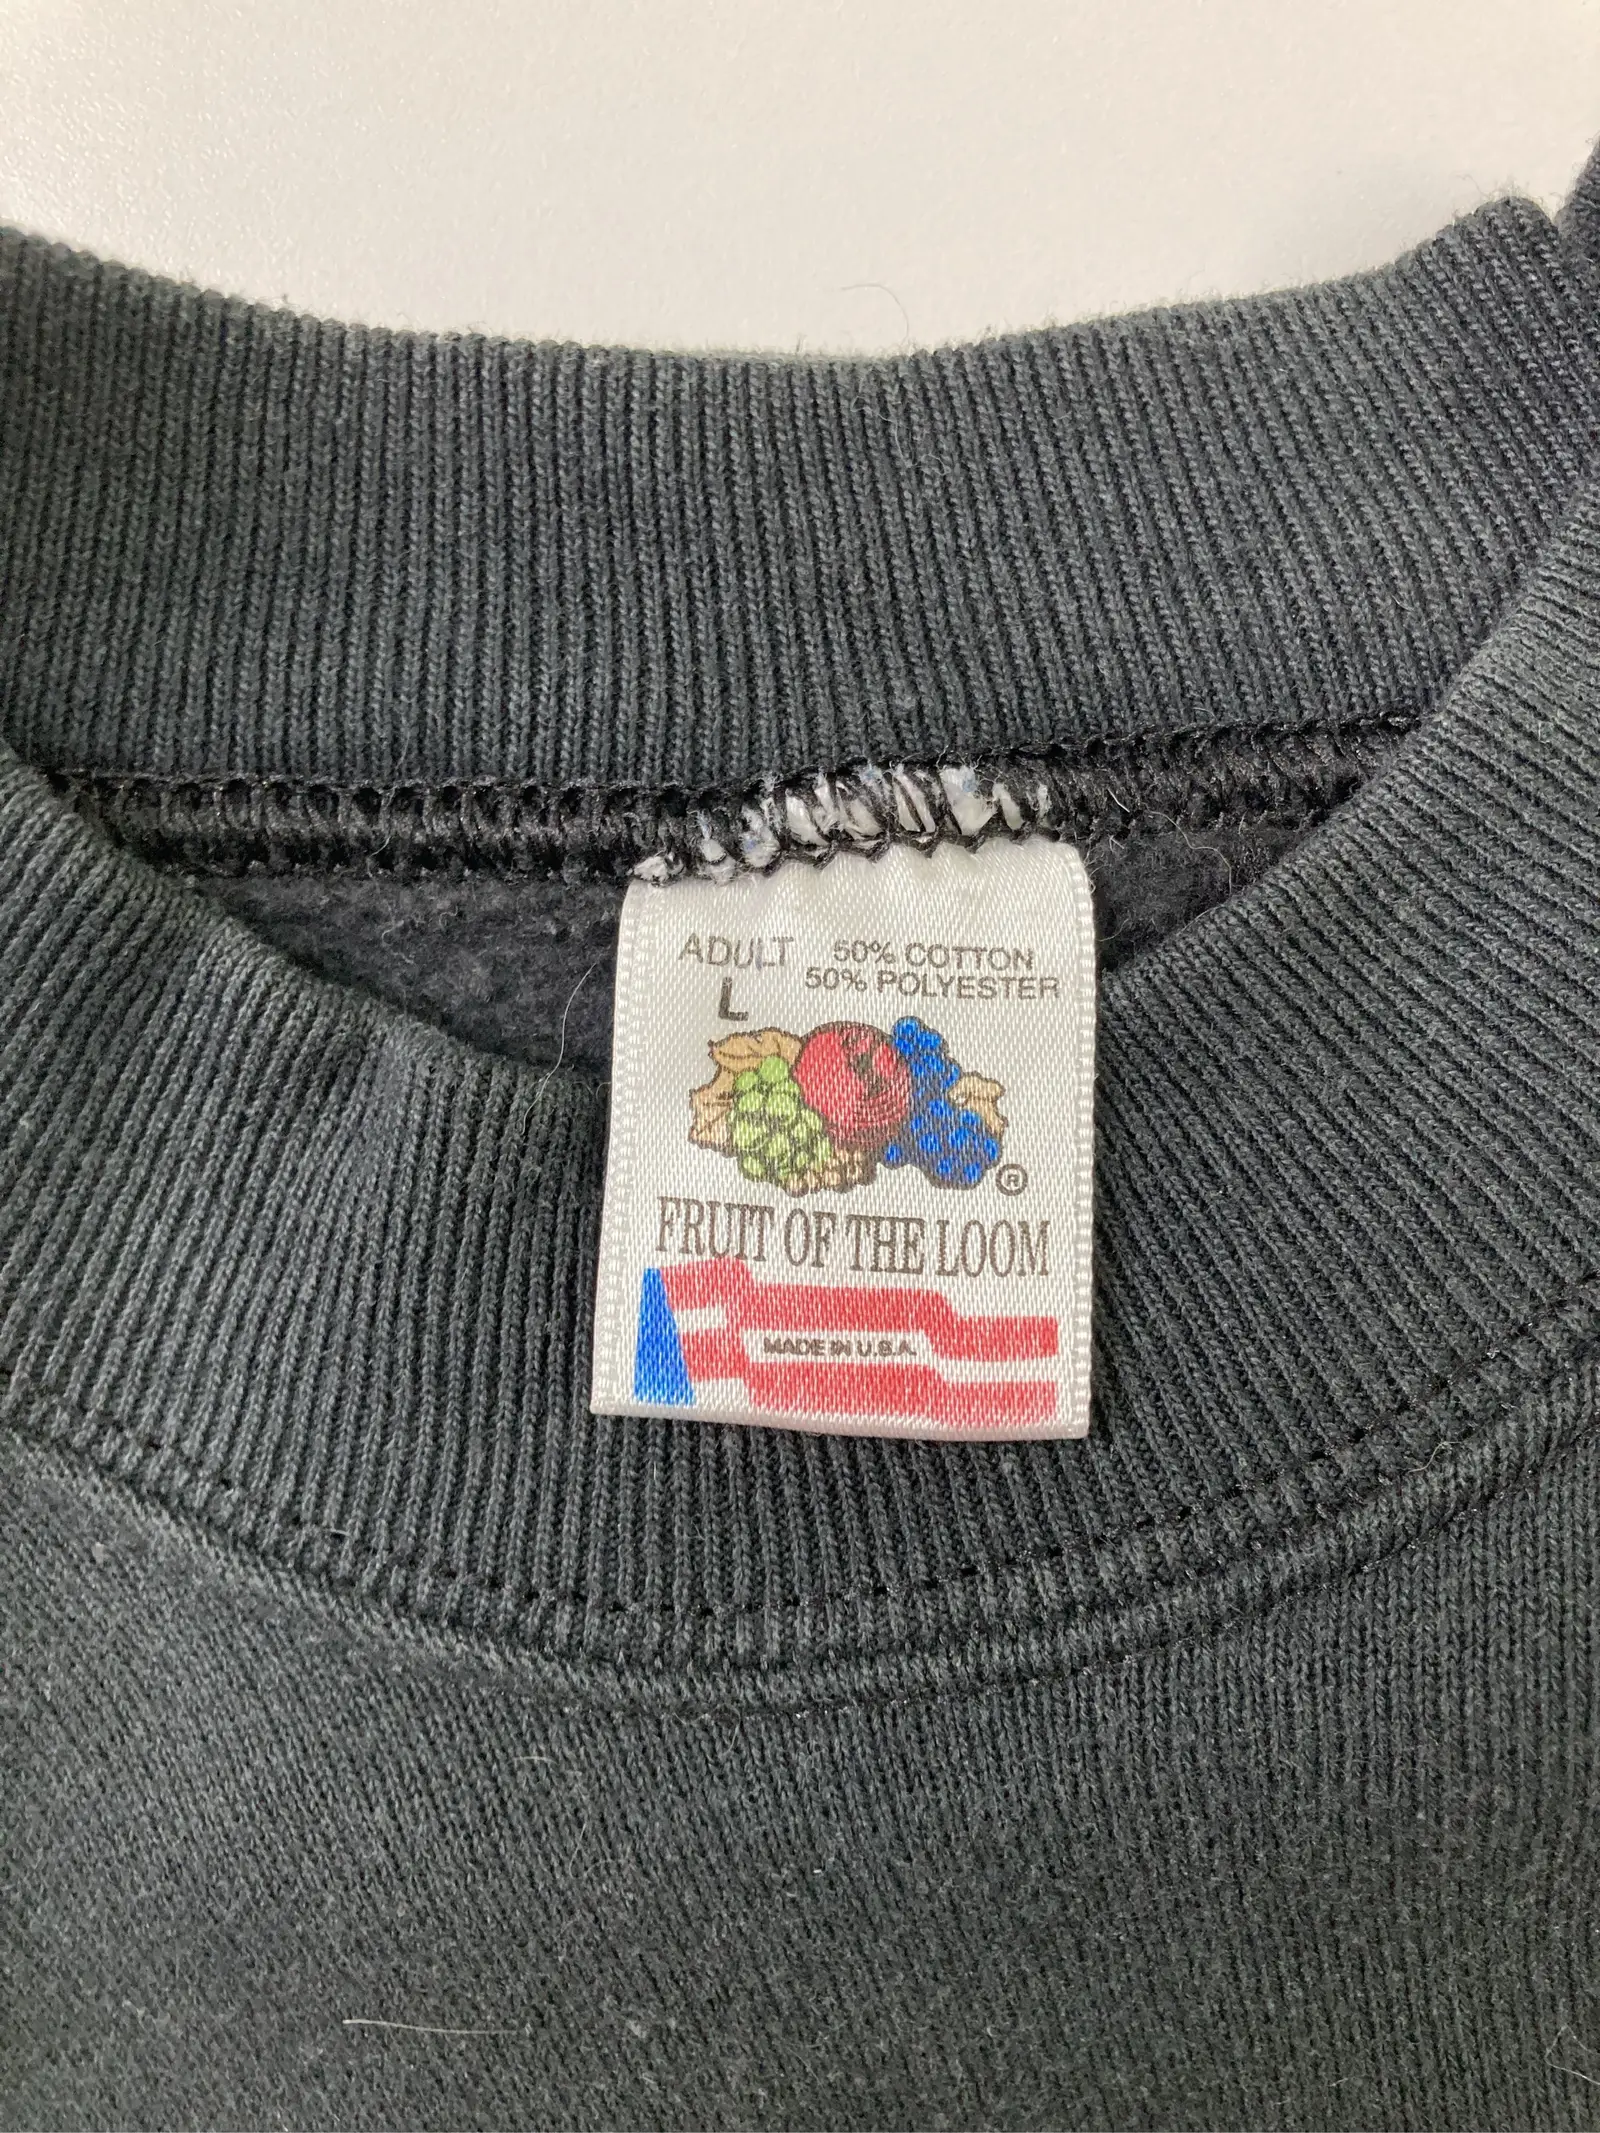 ADULT
L
50% COTTON
50% POLYESTER
®
FRUIT OF THE LOOM
MADE IN U.S.A.